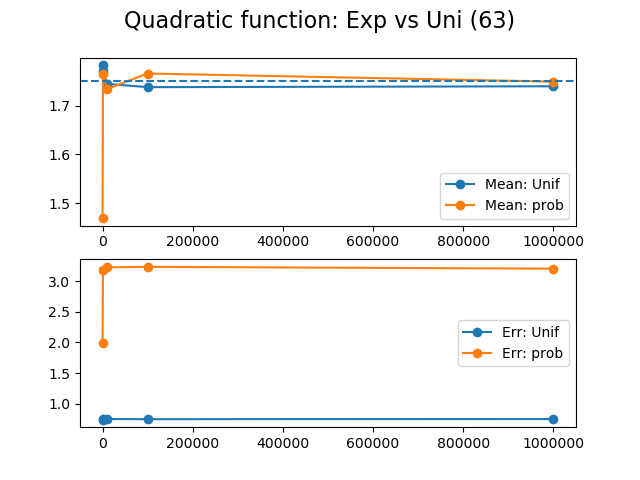 Quadratic function: Exp vs Uni (63)
1.7
1.6
1.5
Mean: Unif
Mean: prob
0 200000 400000 600000 800000 1000000
3.0
2.5
2.0
1.5
1.0
Err: Unif
Err: prob
0 200000 400000 600000 800000 1000000